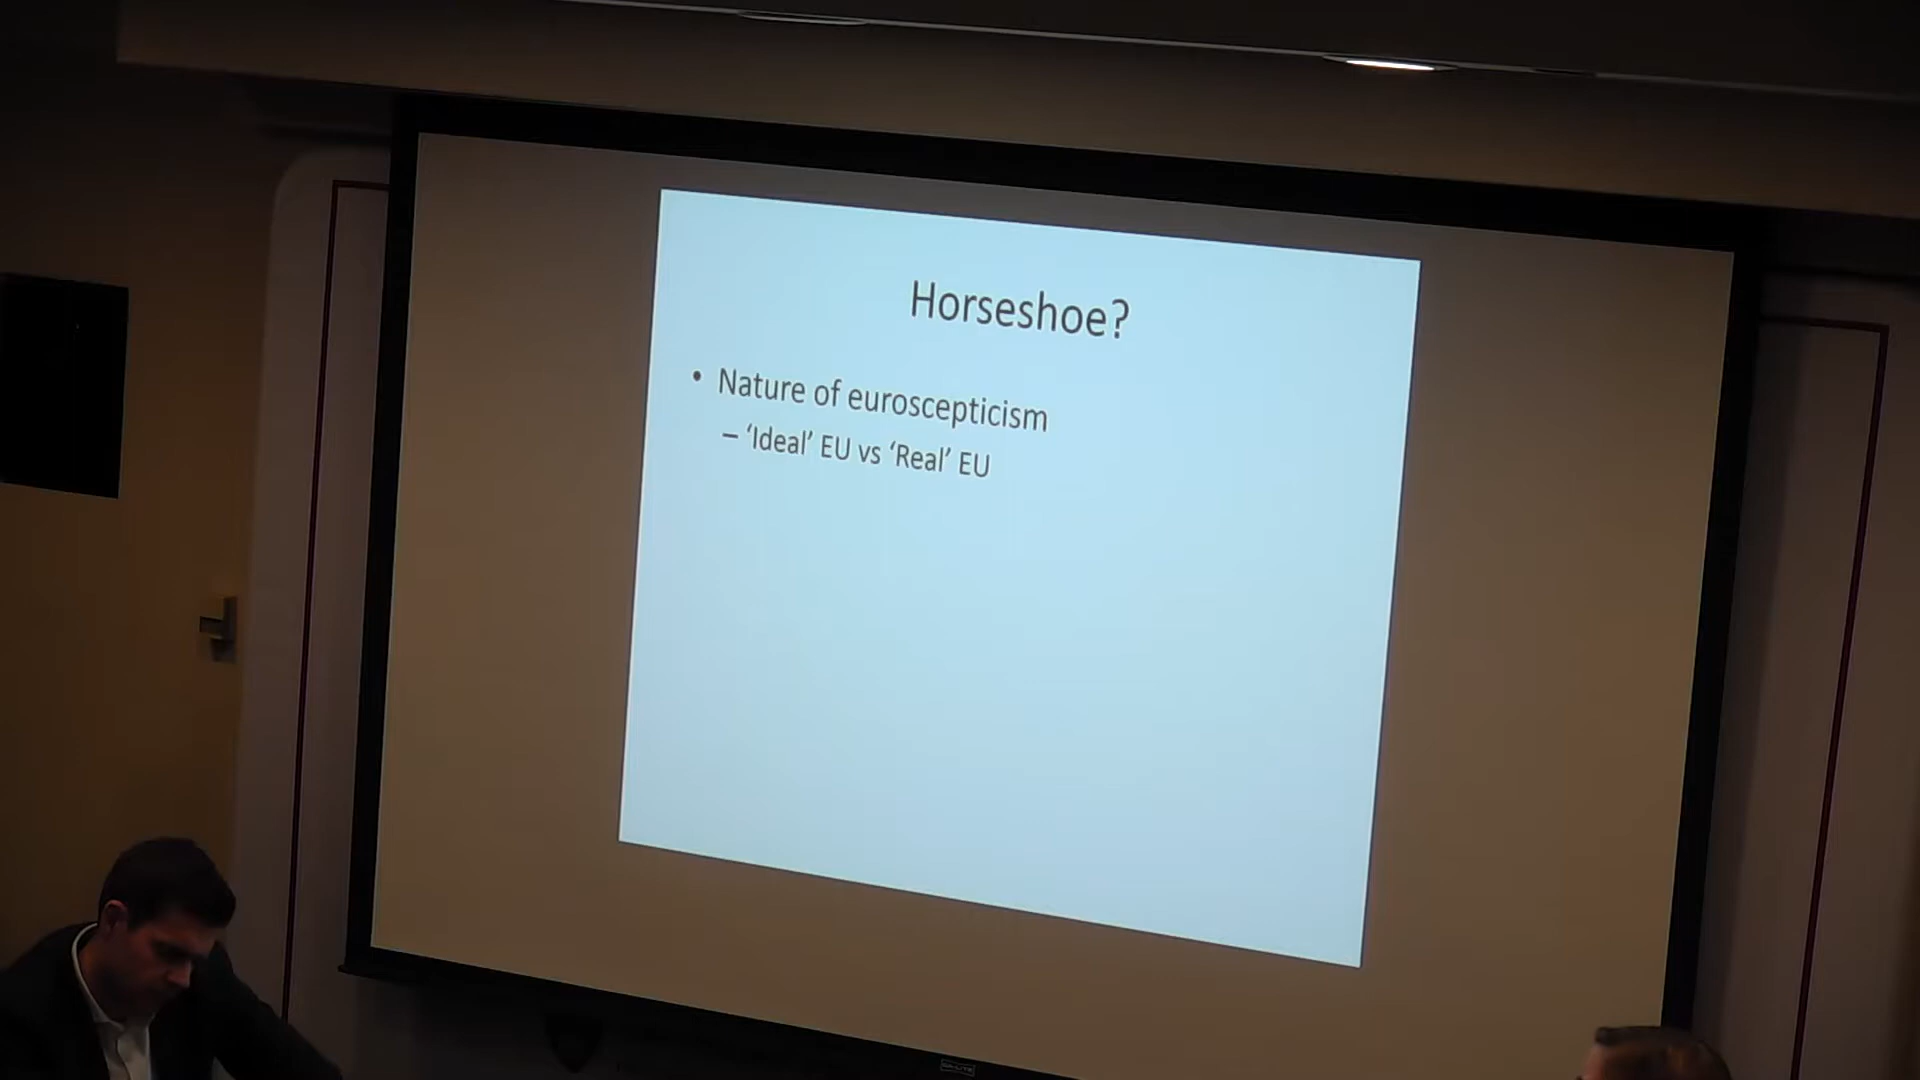 Horseshoe?
• Nature of euroscepticism
– ‘Ideal’ EU vs ‘Real’ EU